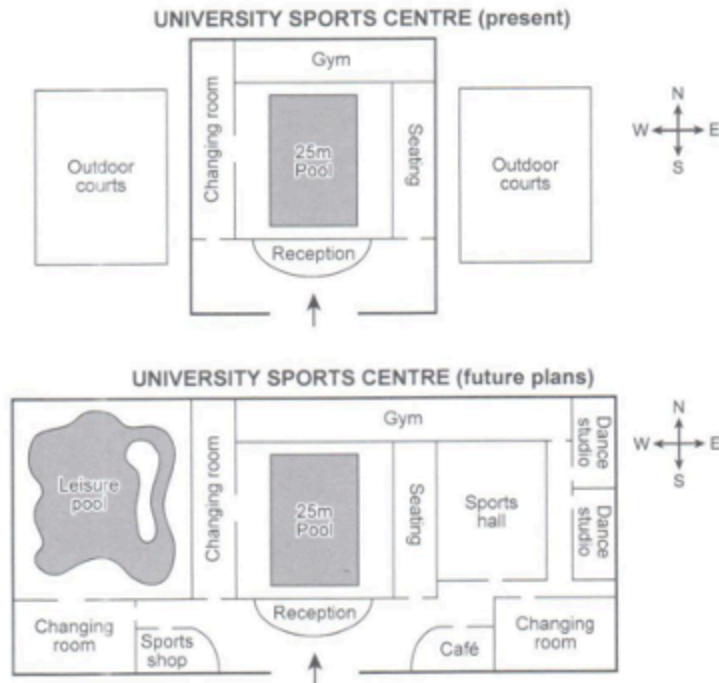 UNIVERSITY SPORTS CENTRE (present)
Gym
Changing room
25m
Pool
Seating
Outdoor
courts
Outdoor
courts
Reception
N
W E
S
UNIVERSITY SPORTS CENTRE (future plans)
Gym
Leisure
pool
Changing room
25m
Pool
Seating
Sports
hall
Dance
studio
Dance
studio
N
W E
S
Reception
Changing
room
Sports
shop
Café
Changing
room